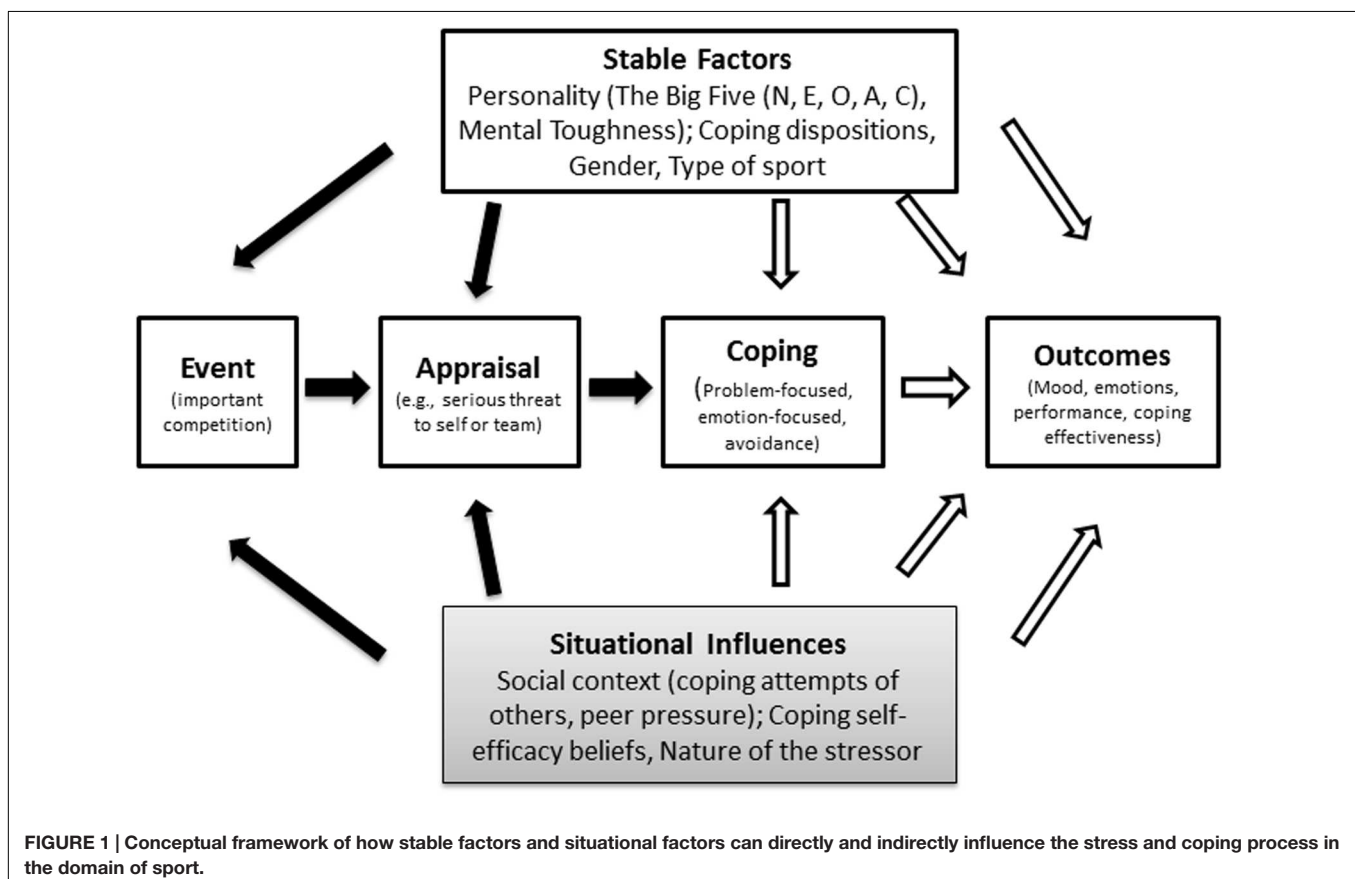 Stable Factors
Personality (The Big Five (N, E, O, A, C),
Mental Toughness); Coping dispositions,
Gender, Type of sport
Event
(important
competition)
Appraisal
(e.g., serious threat
to self or team)
Coping
(Problem-focused,
emotion-focused,
avoidance)
Outcomes
(Mood, emotions,
performance, coping
effectiveness)
Situational Influences
Social context (coping attempts of
others, peer pressure); Coping self-
efficacy beliefs, Nature of the stressor
FIGURE 1 | Conceptual framework of how stable factors and situational factors can directly and indirectly influence the stress and coping process in
the domain of sport.